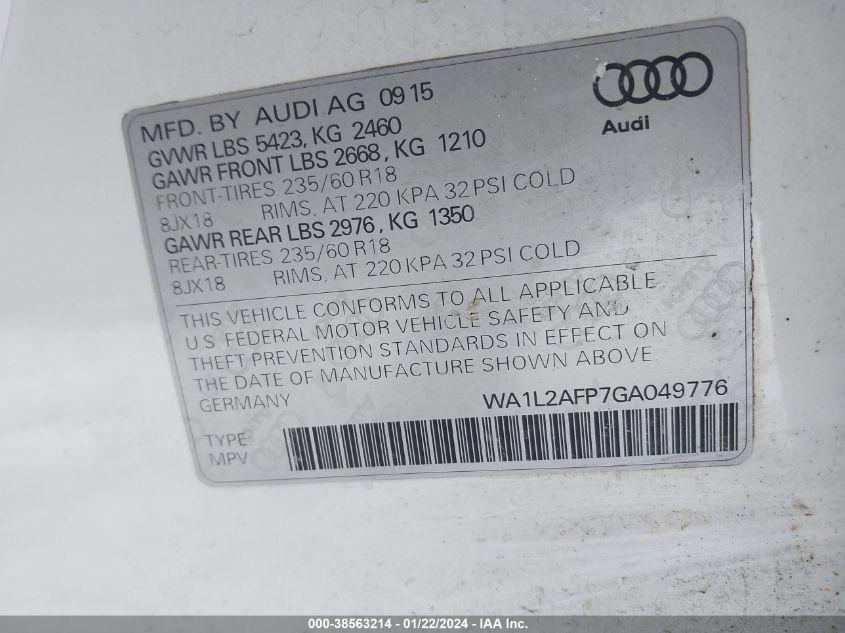 MFD. BY AUDI AG 09 15
GVWR LBS 5423, KG 2460
GAWR FRONT LBS 2668, KG 1210
FRONT-TIRES 235/60 R18
8JX18 RIMS, AT 220 KPA 32 PSI COLD
GAWR REAR LBS 2976, KG 1350
REAR-TIRES 235/60 R18
8JX18 RIMS, AT 220 KPA 32 PSI COLD
Audi
THIS VEHICLE CONFORMS TO ALL APPLICABLE
U.S. FEDERAL MOTOR VEHICLE SAFETY AND
THEFT PREVENTION STANDARDS IN EFFECT ON
THE DATE OF MANUFACTURE SHOWN ABOVE
GERMANY WA1L2AFP7GA049776
TYPE
MPV
000-38563214 - 01/22/2024 - IAA Inc.